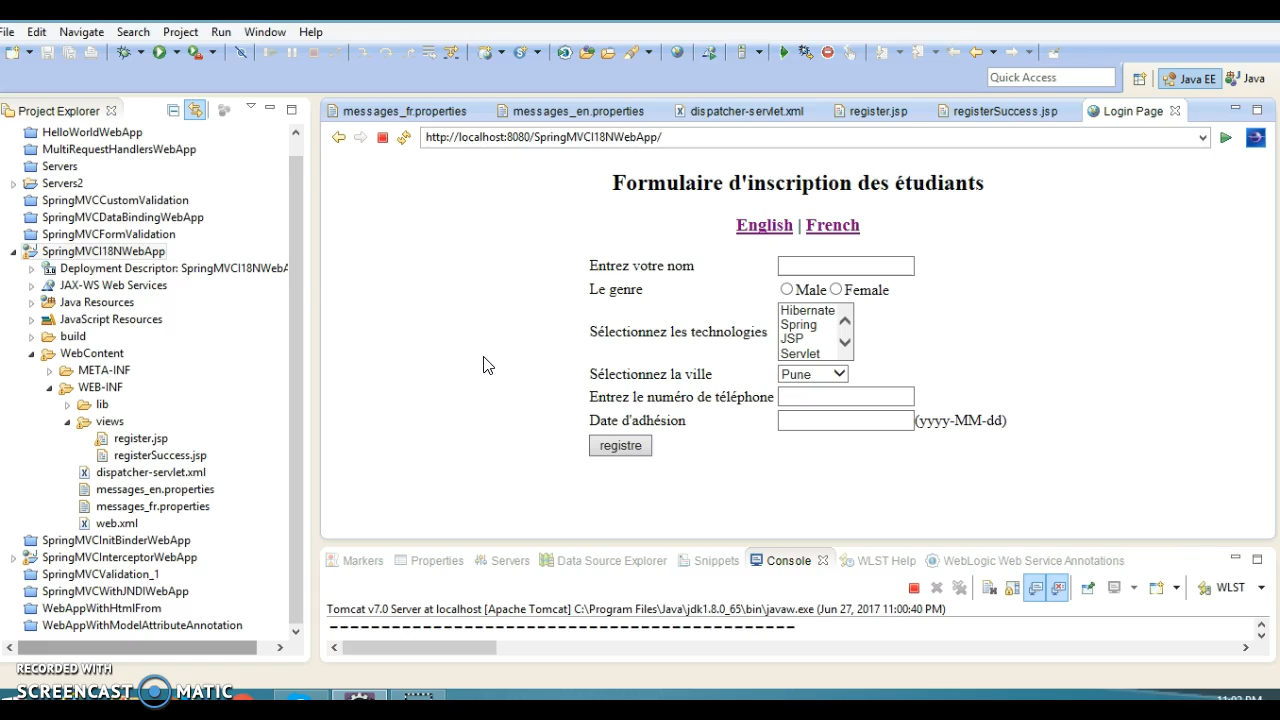 File Edit Navigate Search Project Run Window Help
Quick Access
Java EE
Java
Project Explorer
HelloWorldWebApp
MultiRequestHandlersWebApp
Servers
Servers2
SpringMVCCustomValidation
SpringMVCDataBindingWebApp
SpringMVCFormValidation
SpringMVCI18NWebApp
Deployment Descriptor: SpringMVCI18NWebA
JAX-WS Web Services
Java Resources
JavaScript Resources
build
WebContent
META-INF
WEB-INF
lib
views
register.jsp
registerSuccess.jsp
dispatcher-servlet.xml
messages_en.properties
messages_fr.properties
web.xml
SpringMVCInitBinderWebApp
SpringMVCInterceptorWebApp
SpringMVCValidation_1
SpringMVCWithJNDIWebApp
WebAppWithHtmlFrom
WebAppWithModelAttributeAnnotation
messages_fr.properties messages_en.properties dispatcher-servlet.xml register.jsp registerSuccess.jsp Login Page
http://localhost:8080/SpringMVCI18NWebApp/
Formulaire d'inscription des étudiants
English | French
Entrez votre nom
Le genre Male Female
Sélectionnez les technologies
Hibernate
Spring
JSP
Servlet
Sélectionnez la ville Pune
Entrez le numéro de téléphone
Date d'adhésion (yyyy-MM-dd)
registre
Markers Properties Servers Data Source Explorer Snippets Console WLST Help WebLogic Web Service Annotations
WLST
Tomcat v7.0 Server at localhost [Apache Tomcat] C:\Program Files\Java\jdk1.8.0_65\bin\javaw.exe (Jun 27, 2017 11:00:40 PM)
RECORDED WITH
SCREENCAST MATIC